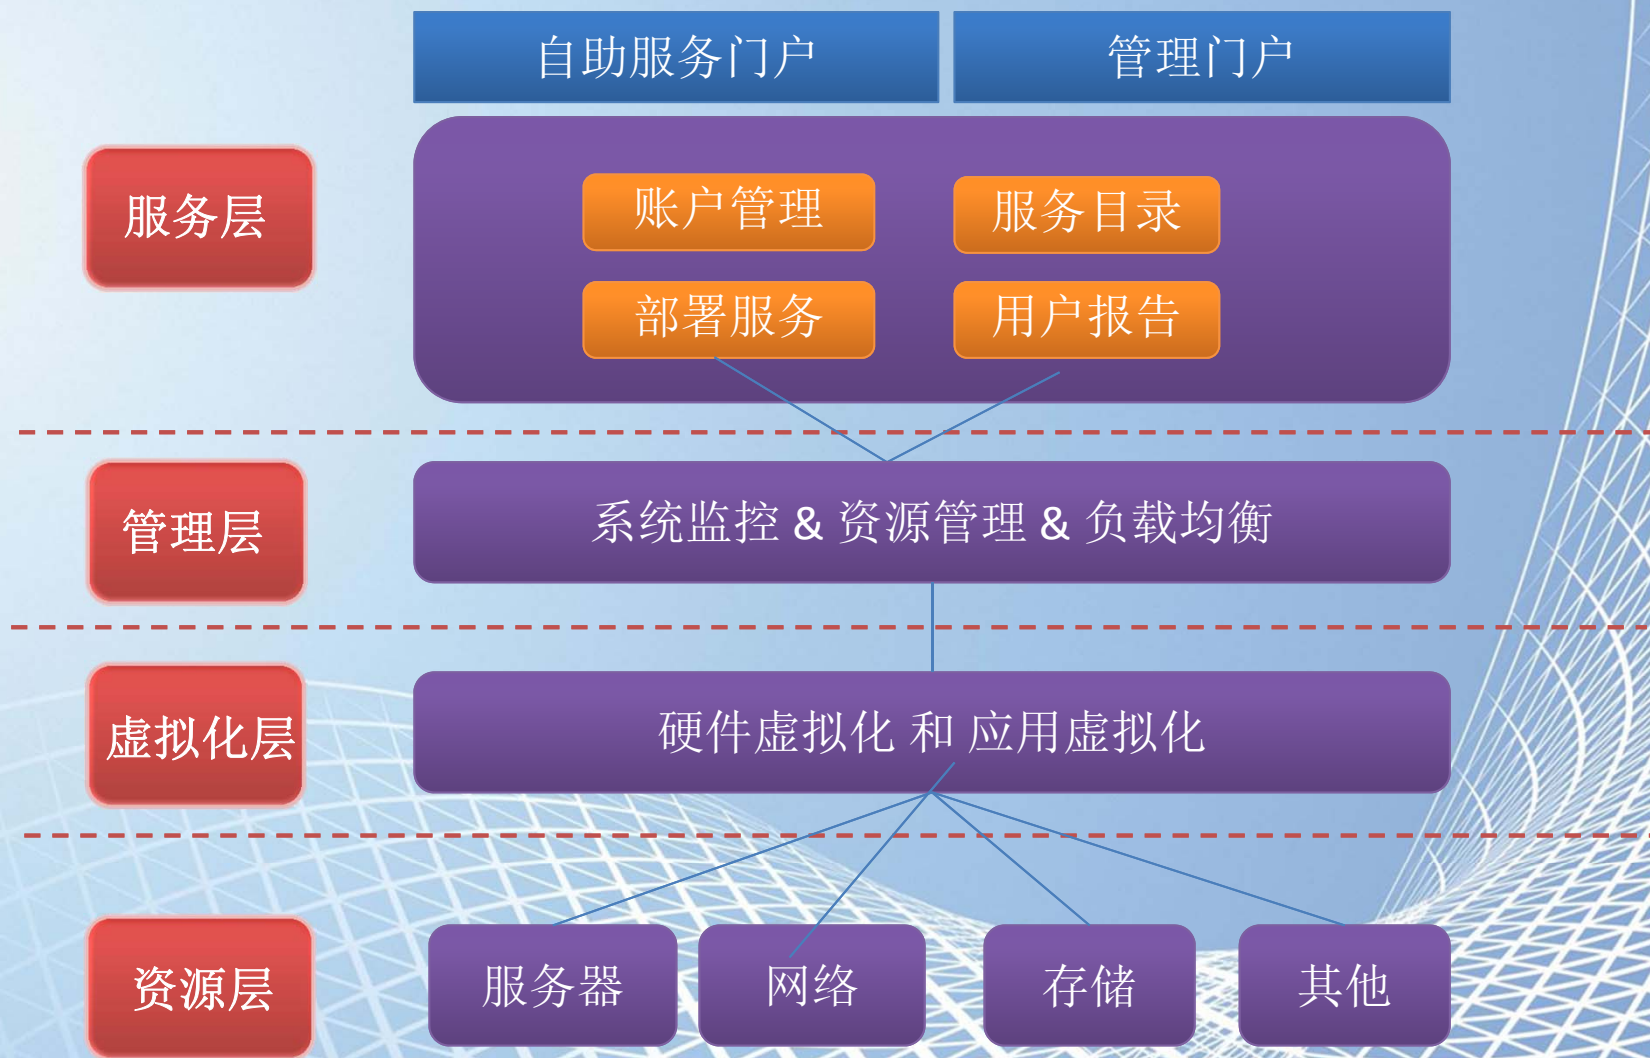 自助服务门户
管理门户
服务层
账户管理
服务目录
部署服务
用户报告
管理层
系统监控 & 资源管理 & 负载均衡
虚拟化层
硬件虚拟化 和 应用虚拟化
资源层
服务器
网络
存储
其他